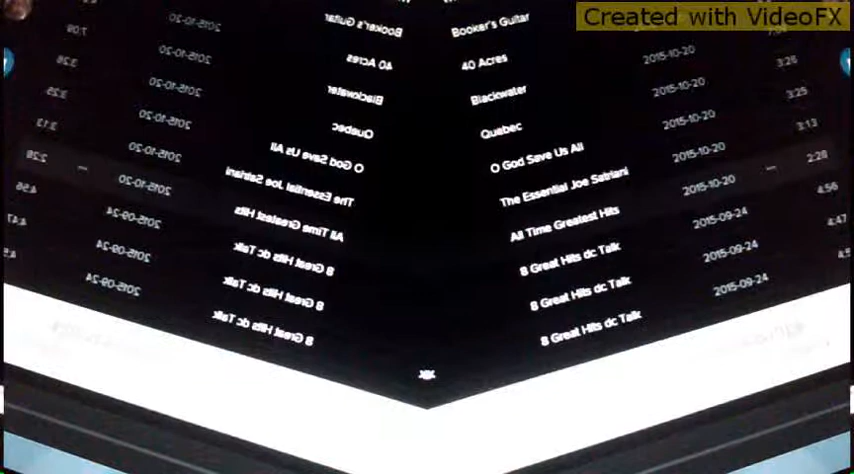 Created with VideoFX
Booker's Guitar
40 Acres 2015-10-20 3:28
Blackwater 2015-10-20 3:25
Quebec 2015-10-20 3:13
O God Save Us All 2015-10-20 2:28
The Essential Joe Satriani 2015-10-20 4:56
All Time Greatest Hits 2015-09-24 4:47
8 Great Hits dc Talk 2015-09-24
8 Great Hits dc Talk 2015-09-24
8 Great Hits dc Talk